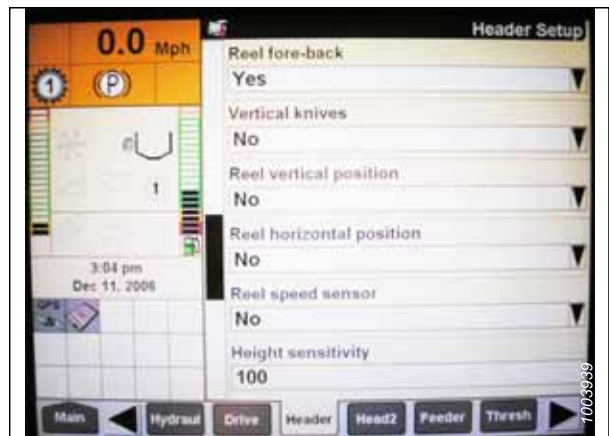 0.0 Mph
1
(P)
1
3:04 pm
Dec 11, 2006
GPS
Header Setup
Reel fore-back
Yes
Vertical knives
No
Reel vertical position
No
Reel horizontal position
No
Reel speed sensor
No
Height sensitivity
100
Main
Hydraul
Drive
Header
Head2
Feeder
Thresh
1003939